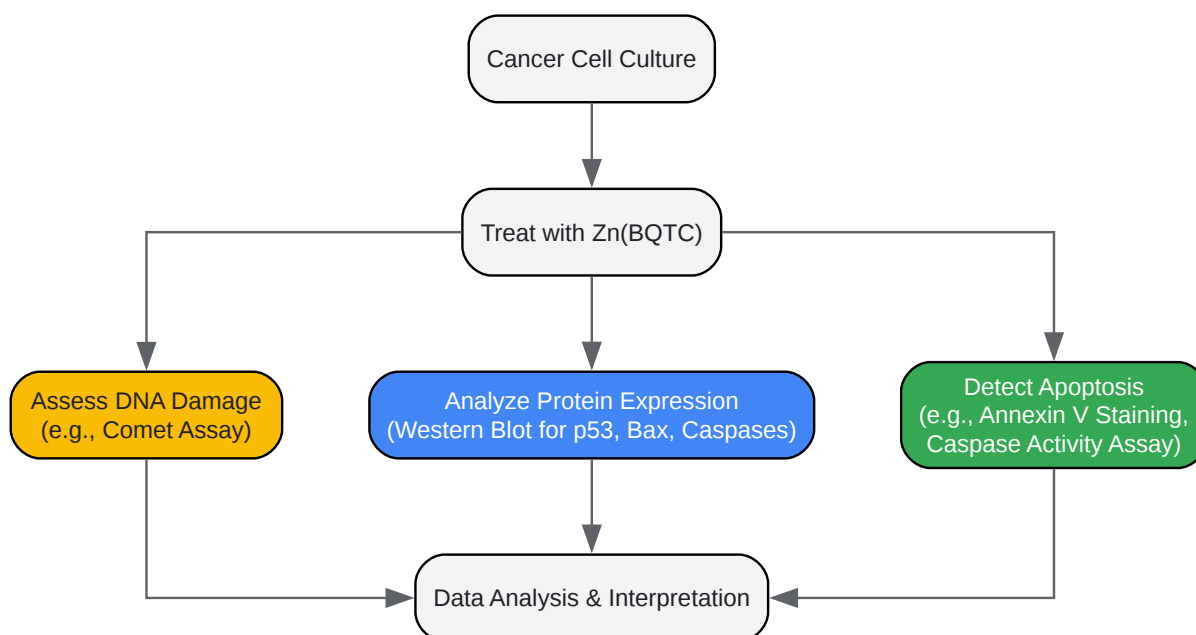 Cancer Cell Culture
Treat with Zn(BQTC)
Assess DNA Damage
(e.g., Comet Assay)
Analyze Protein Expression
(Western Blot for p53, Bax, Caspases)
Detect Apoptosis
(e.g., Annexin V Staining,
Caspase Activity Assay)
Data Analysis & Interpretation